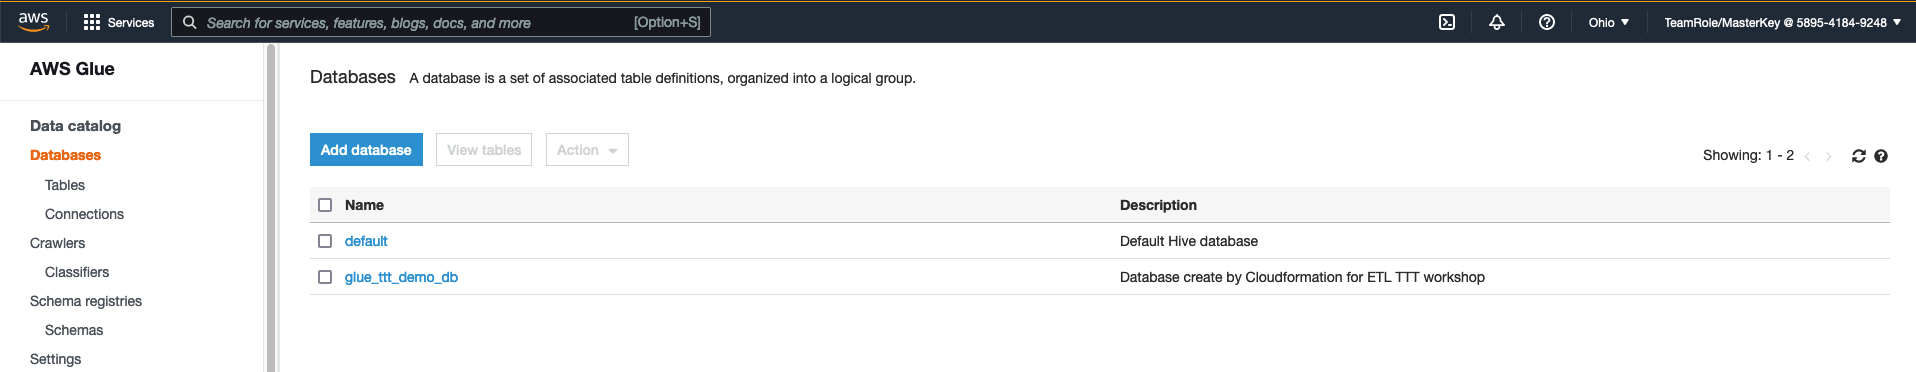 aws
Services
Search for services, features, blogs, docs, and more
[Option+S]
Ohio
TeamRole/MasterKey @ 5895-4184-9248
AWS Glue
Data catalog
Databases
Tables
Connections
Crawlers
Classifiers
Schema registries
Schemas
Settings
Databases A database is a set of associated table definitions, organized into a logical group.
Add database
View tables
Action
Showing: 1 - 2
Name
Description
default
Default Hive database
glue_ttt_demo_db
Database create by Cloudformation for ETL TTT workshop